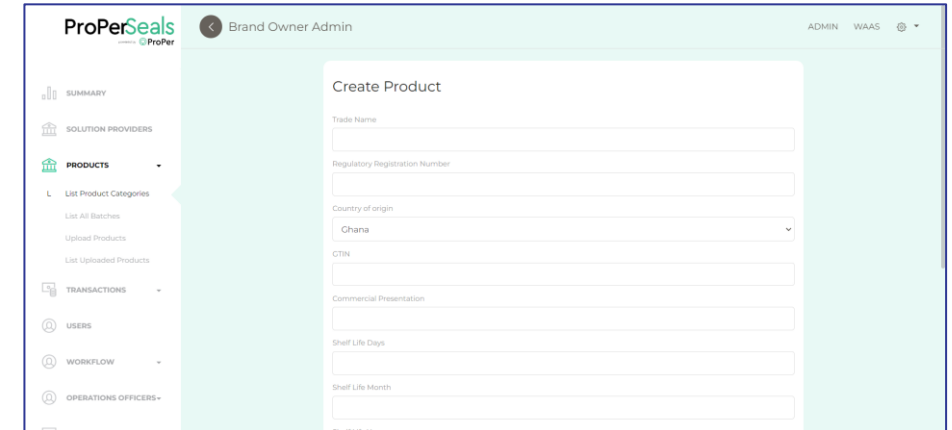 ProPerSeals
ProPer
Brand Owner Admin
ADMIN
WAAS
SUMMARY
SOLUTION PROVIDERS
PRODUCTS
L
List Product Categories
List All Batches
Upload Products
List Uploaded Products
TRANSACTIONS
USERS
WORKFLOW
OPERATIONS OFFICERS
Create Product
Trade Name
Regulatory Registration Number
Country of origin
Ghana
GTIN
Commercial Presentation
Shelf Life Days
Shelf Life Month